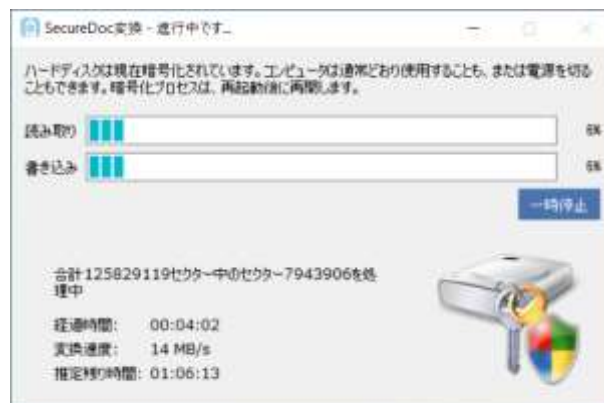 SecureDoc変換 - 進行中です...
ハードディスクは現在暗号化されています。コンピュータは通常どおり使用することも、または電源を切る
こともできます。暗号化プロセスは、再起動後に再開します。
読み取り 6%
書き込み 6%
一時停止
合計125829119セクター中のセクター7943906を処
理中
経過時間: 00:04:02
変換速度: 14 MB/s
推定残り時間: 01:06:13